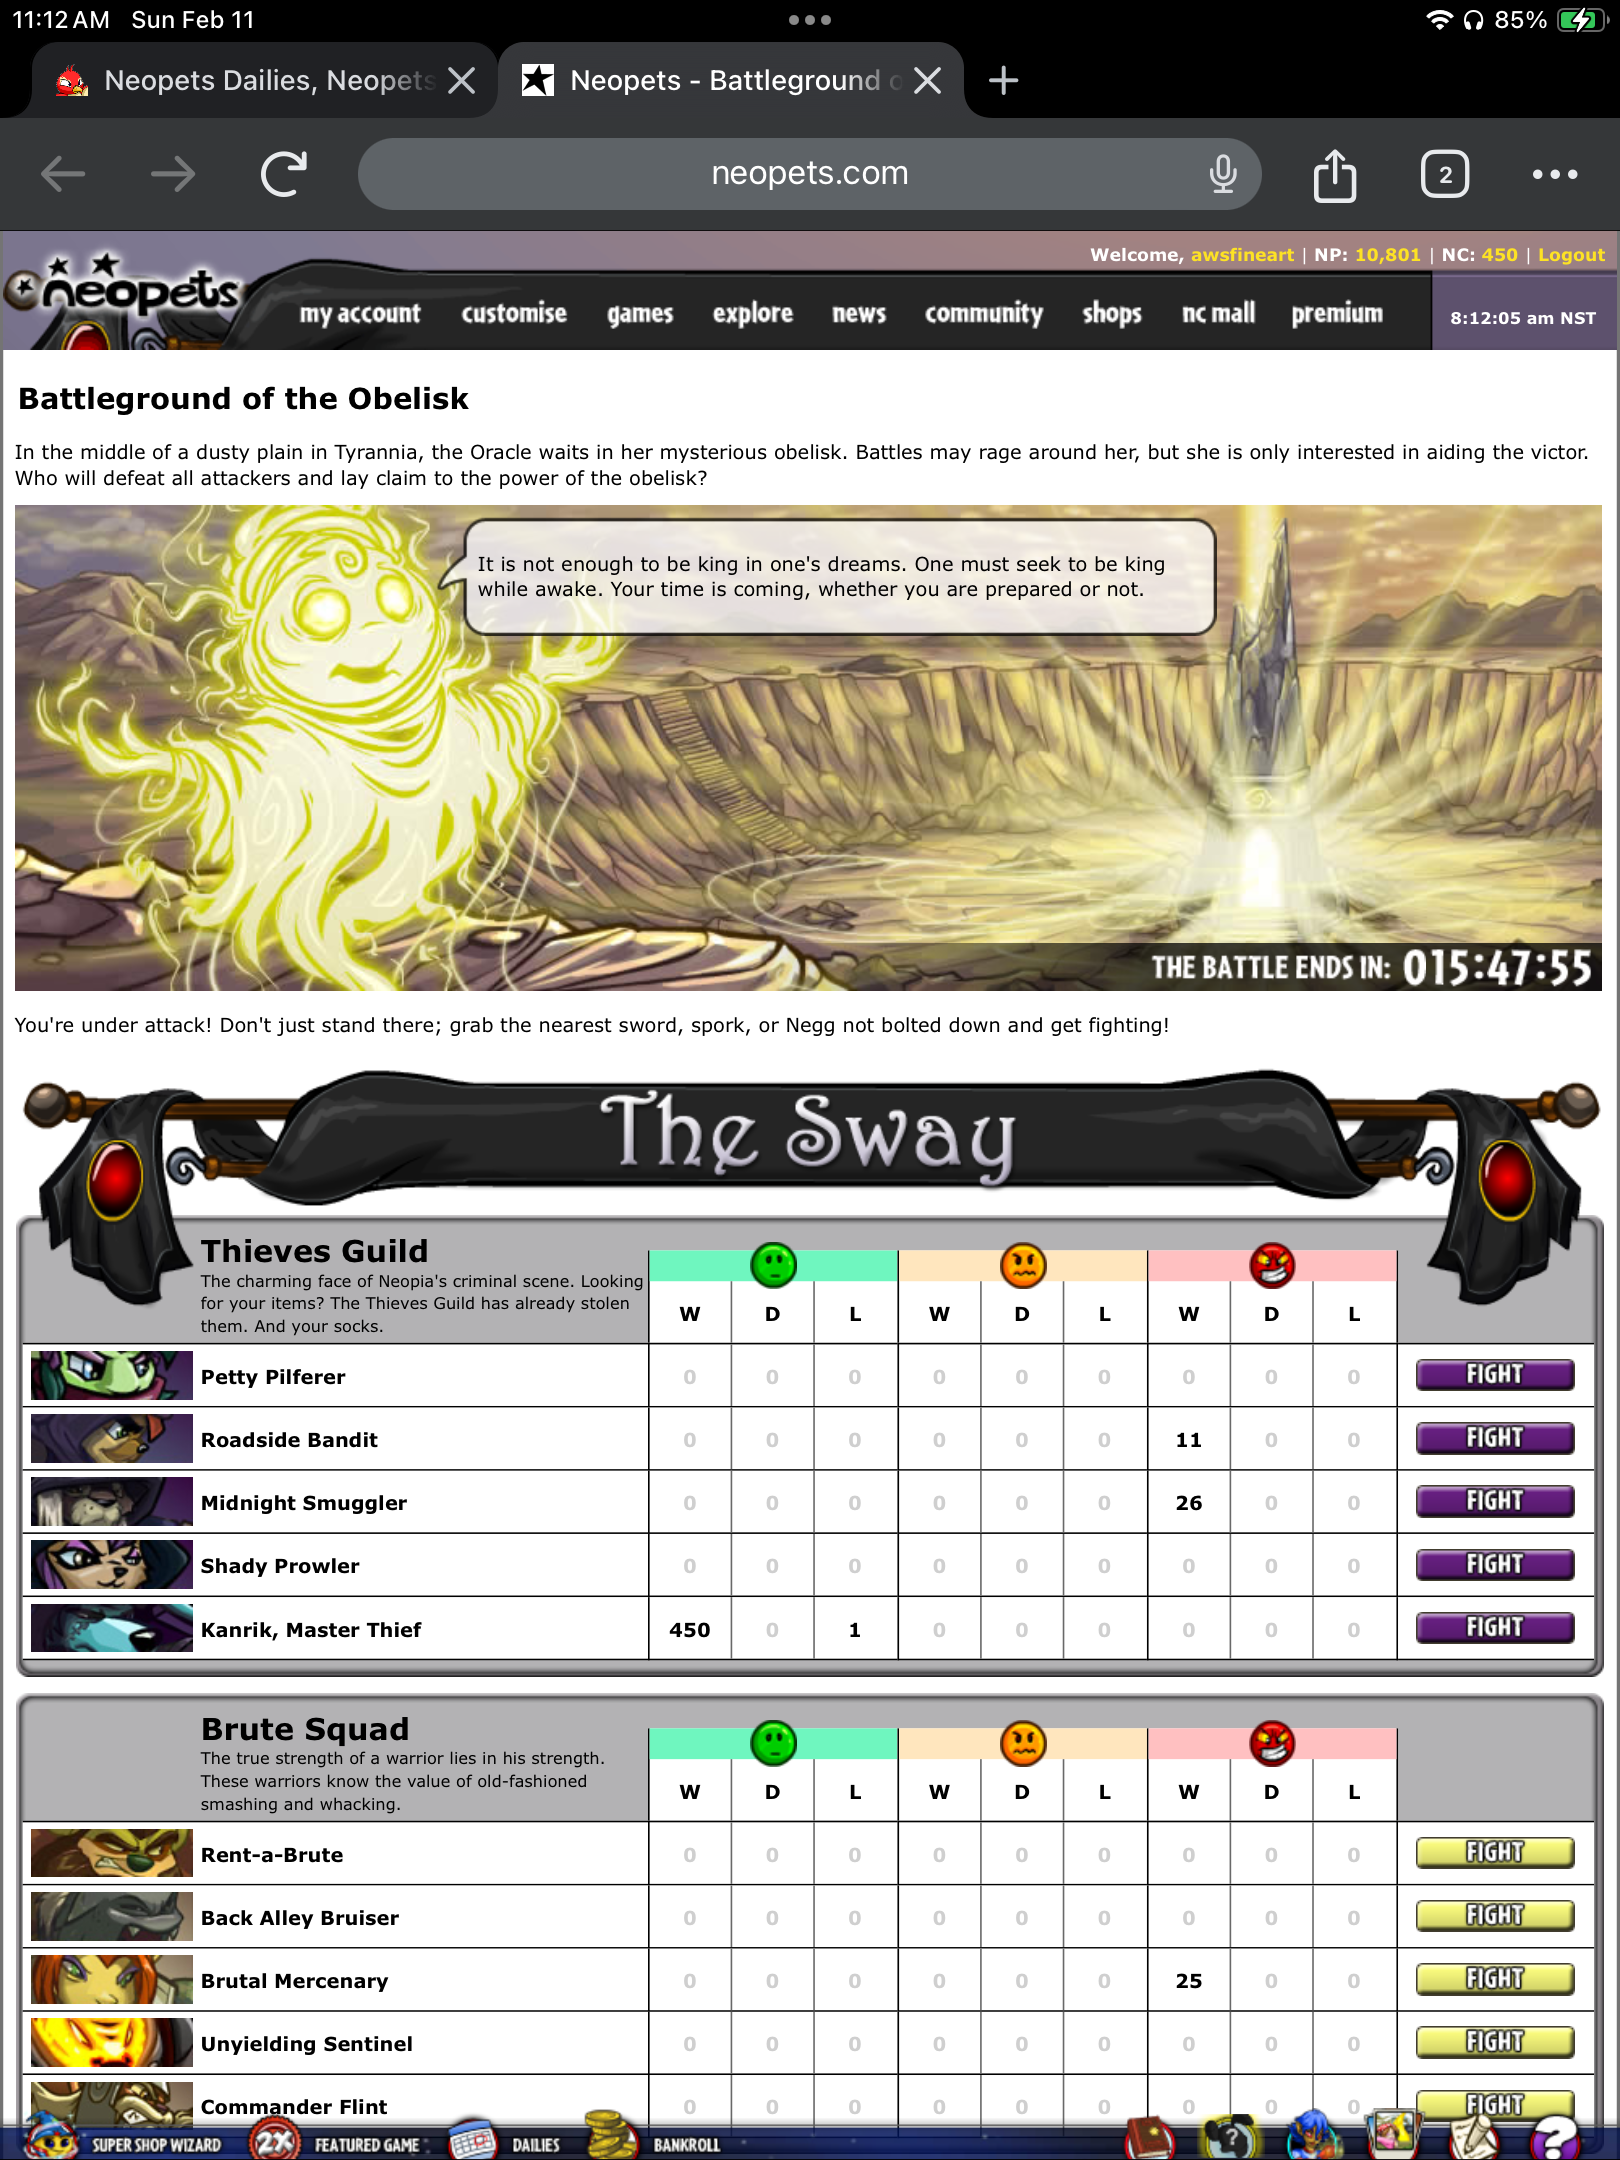 11:12 AM Sun Feb 11
85%
Neopets Dailies, Neopets
Neopets - Battleground o
neopets.com
2
Welcome, awsfineart | NP: 10,801 | NC: 450 | Logout
neopets
my account customise games explore news community shops nc mall premium
8:12:05 am NST
Battleground of the Obelisk
In the middle of a dusty plain in Tyrannia, the Oracle waits in her mysterious obelisk. Battles may rage around her, but she is only interested in aiding the victor.
Who will defeat all attackers and lay claim to the power of the obelisk?
It is not enough to be king in one's dreams. One must seek to be king
while awake. Your time is coming, whether you are prepared or not.
THE BATTLE ENDS IN: 015:47:55
You're under attack! Don't just stand there; grab the nearest sword, spork, or Negg not bolted down and get fighting!
The Sway
Thieves Guild
The charming face of Neopia's criminal scene. Looking
for your items? The Thieves Guild has already stolen
them. And your socks.
W D L W D L W D L
Petty Pilferer 0 0 0 0 0 0 0 0 0 FIGHT
Roadside Bandit 0 0 0 0 0 0 11 0 0 FIGHT
Midnight Smuggler 0 0 0 0 0 0 26 0 0 FIGHT
Shady Prowler 0 0 0 0 0 0 0 0 0 FIGHT
Kanrik, Master Thief 450 0 1 0 0 0 0 0 0 FIGHT
Brute Squad
The true strength of a warrior lies in his strength.
These warriors know the value of old-fashioned
smashing and whacking.
W D L W D L W D L
Rent-a-Brute 0 0 0 0 0 0 0 0 0 FIGHT
Back Alley Bruiser 0 0 0 0 0 0 0 0 0 FIGHT
Brutal Mercenary 0 0 0 0 0 0 25 0 0 FIGHT
Unyielding Sentinel 0 0 0 0 0 0 0 0 0 FIGHT
Commander Flint 0 0 0 0 0 0 0 0 0 FIGHT
SUPER SHOP WIZARD 2X FEATURED GAME DAILIES BANKROLL ? ?